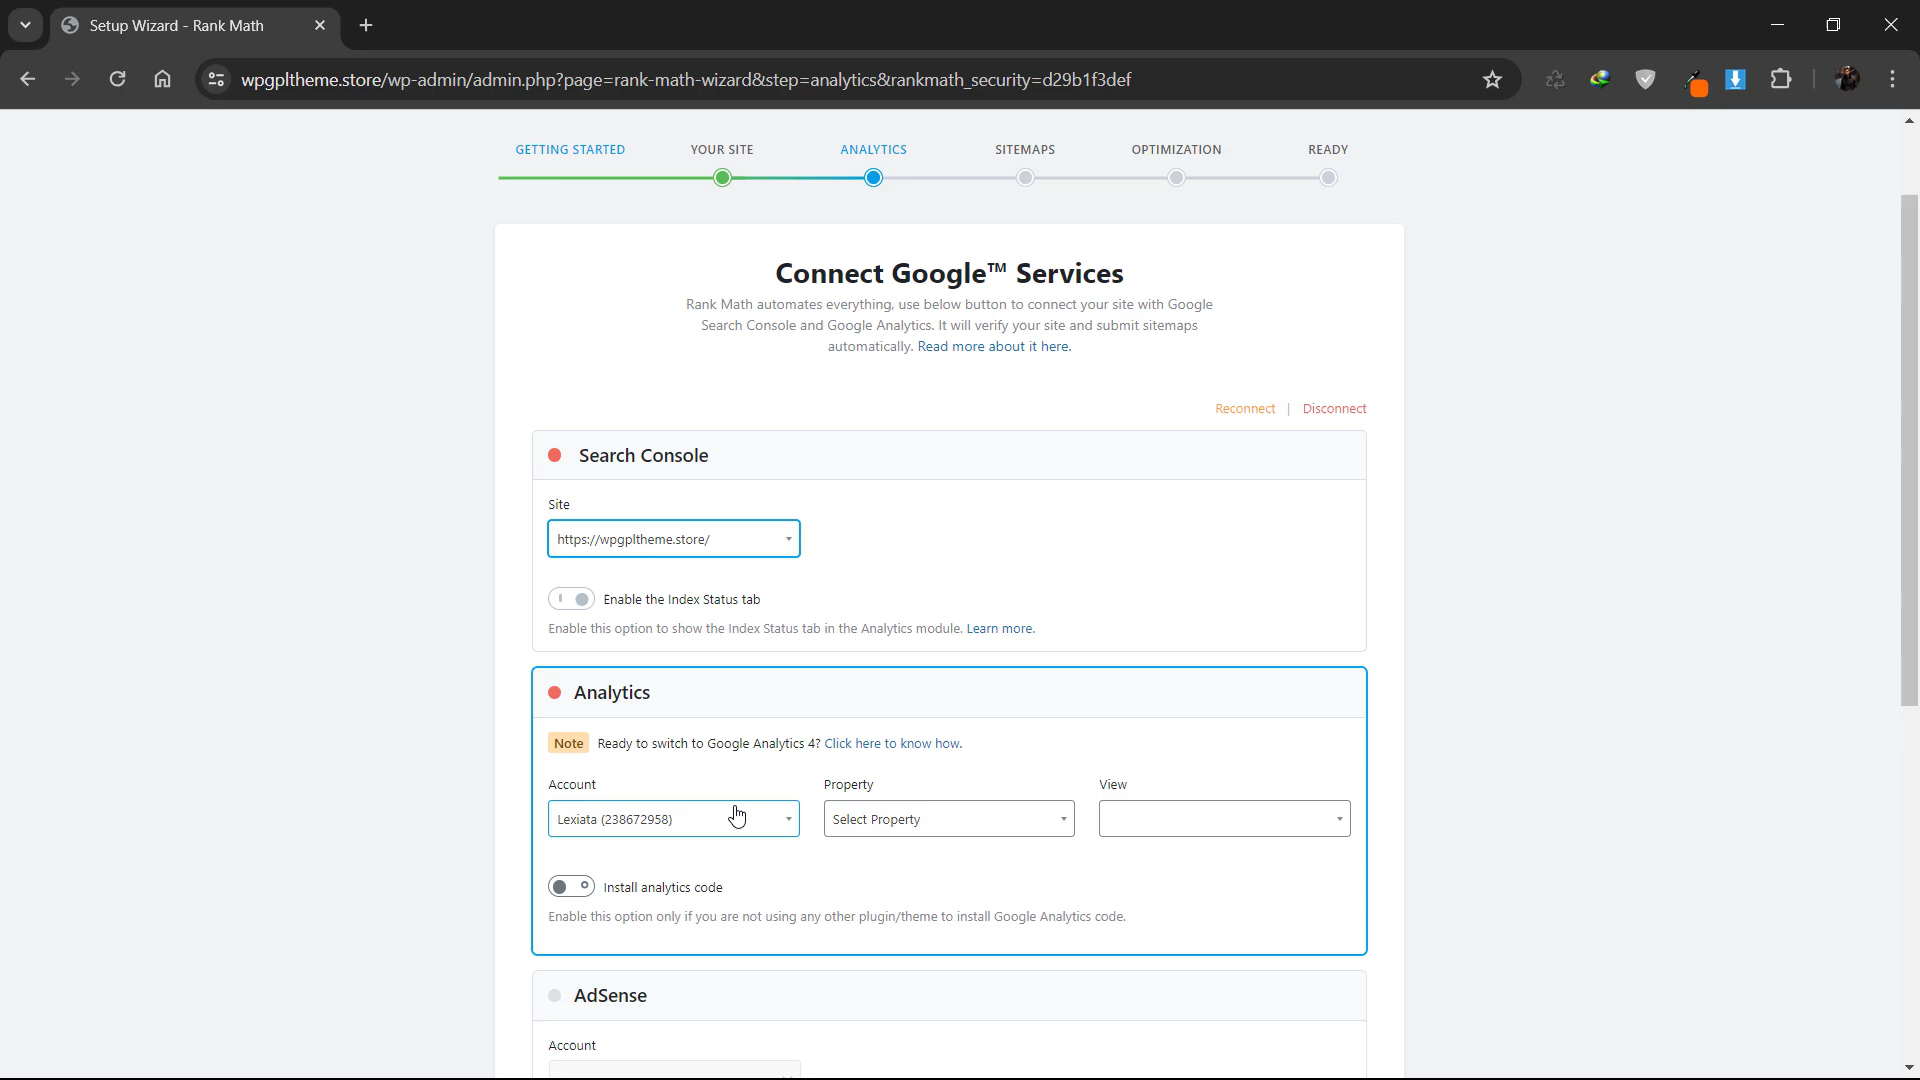 Setup Wizard - Rank Math
wpgpltheme.store/wp-admin/admin.php?page=rank-math-wizard&step=analytics&rankmath_security=d29b1f3def
GETTING STARTED
YOUR SITE
ANALYTICS
SITEMAPS
OPTIMIZATION
READY
Connect Google™ Services
Rank Math automates everything, use below button to connect your site with Google
Search Console and Google Analytics. It will verify your site and submit sitemaps
automatically. Read more about it here.
Reconnect | Disconnect
Search Console
Site
https://wpgpltheme.store/
Enable the Index Status tab
Enable this option to show the Index Status tab in the Analytics module. Learn more.
Analytics
Note Ready to switch to Google Analytics 4? Click here to know how.
Account Property View
Lexiata (238672958) Select Property
Install analytics code
Enable this option only if you are not using any other plugin/theme to install Google Analytics code.
AdSense
Account